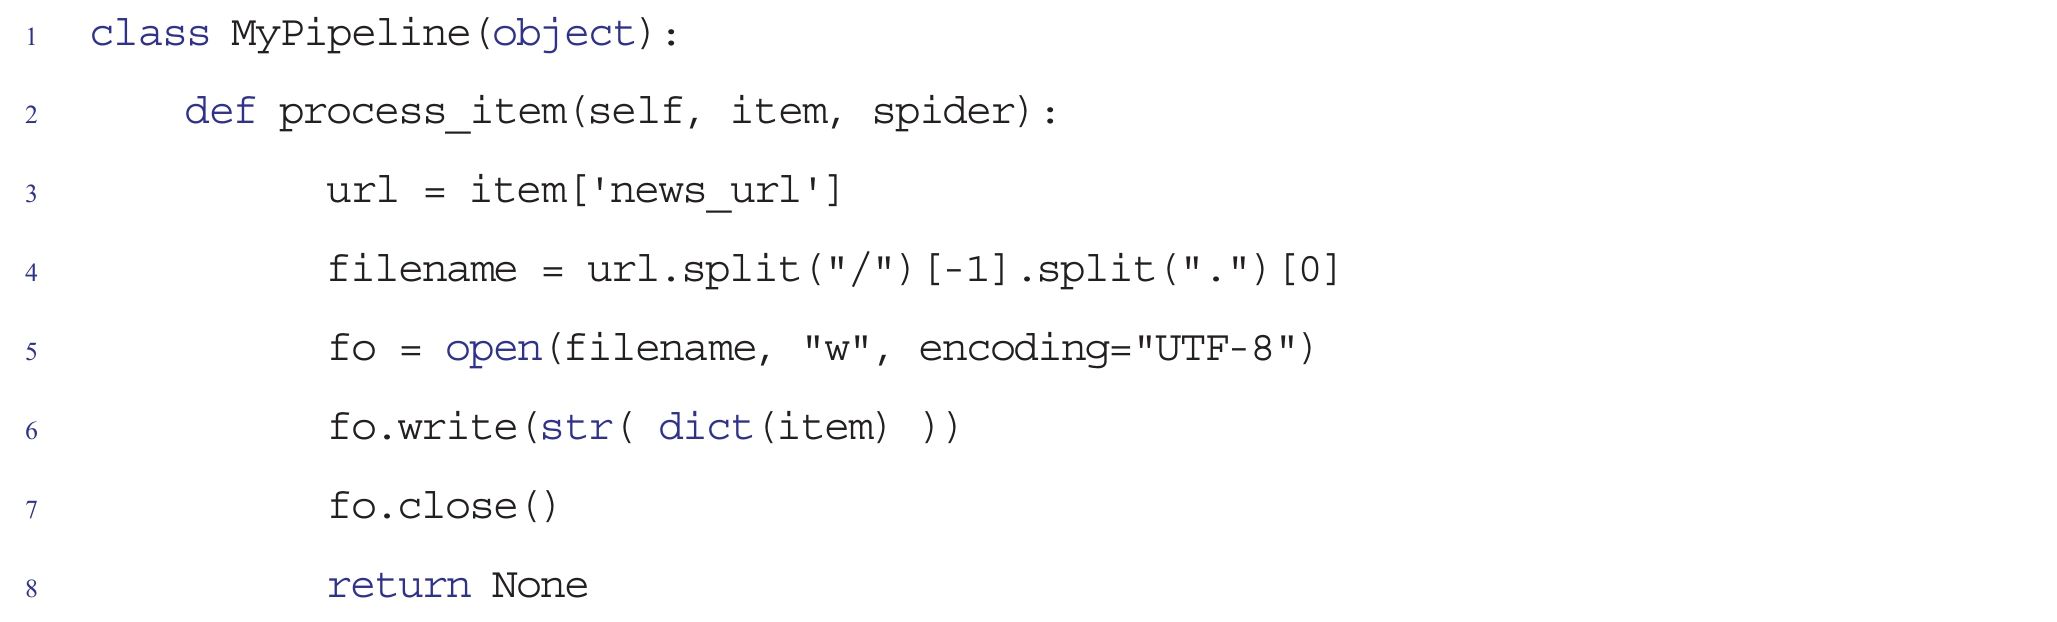 1 class MyPipeline(object):
2 def process_item(self, item, spider):
3 url = item['news_url']
4 filename = url.split("/")[-1].split(".")[0]
5 fo = open(filename, "w", encoding="UTF-8")
6 fo.write(str( dict(item) ))
7 fo.close()
8 return None